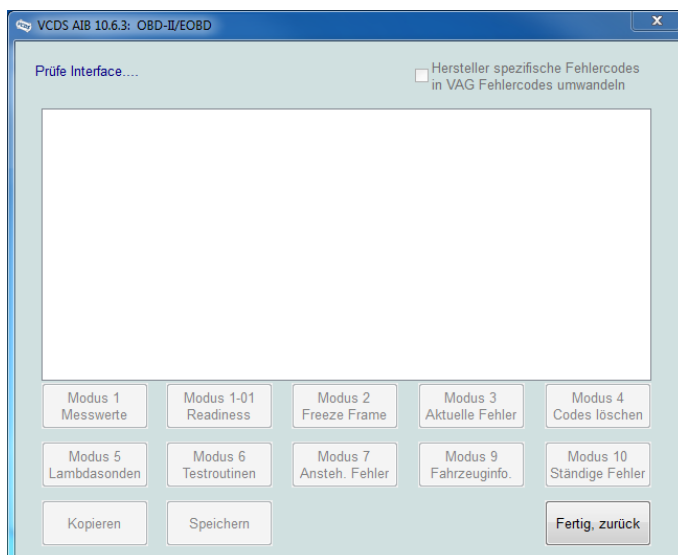 VCDS AIB 10.6.3: OBD-II/EOBD
Prüfe Interface....
Hersteller spezifische Fehlercodes
in VAG Fehlercodes umwandeln
Modus 1
Messwerte
Modus 1-01
Readiness
Modus 2
Freeze Frame
Modus 3
Aktuelle Fehler
Modus 4
Codes löschen
Modus 5
Lambdasonden
Modus 6
Testroutinen
Modus 7
Ansteh. Fehler
Modus 9
Fahrzeuginfo.
Modus 10
Ständige Fehler
Kopieren
Speichern
Fertig, zurück